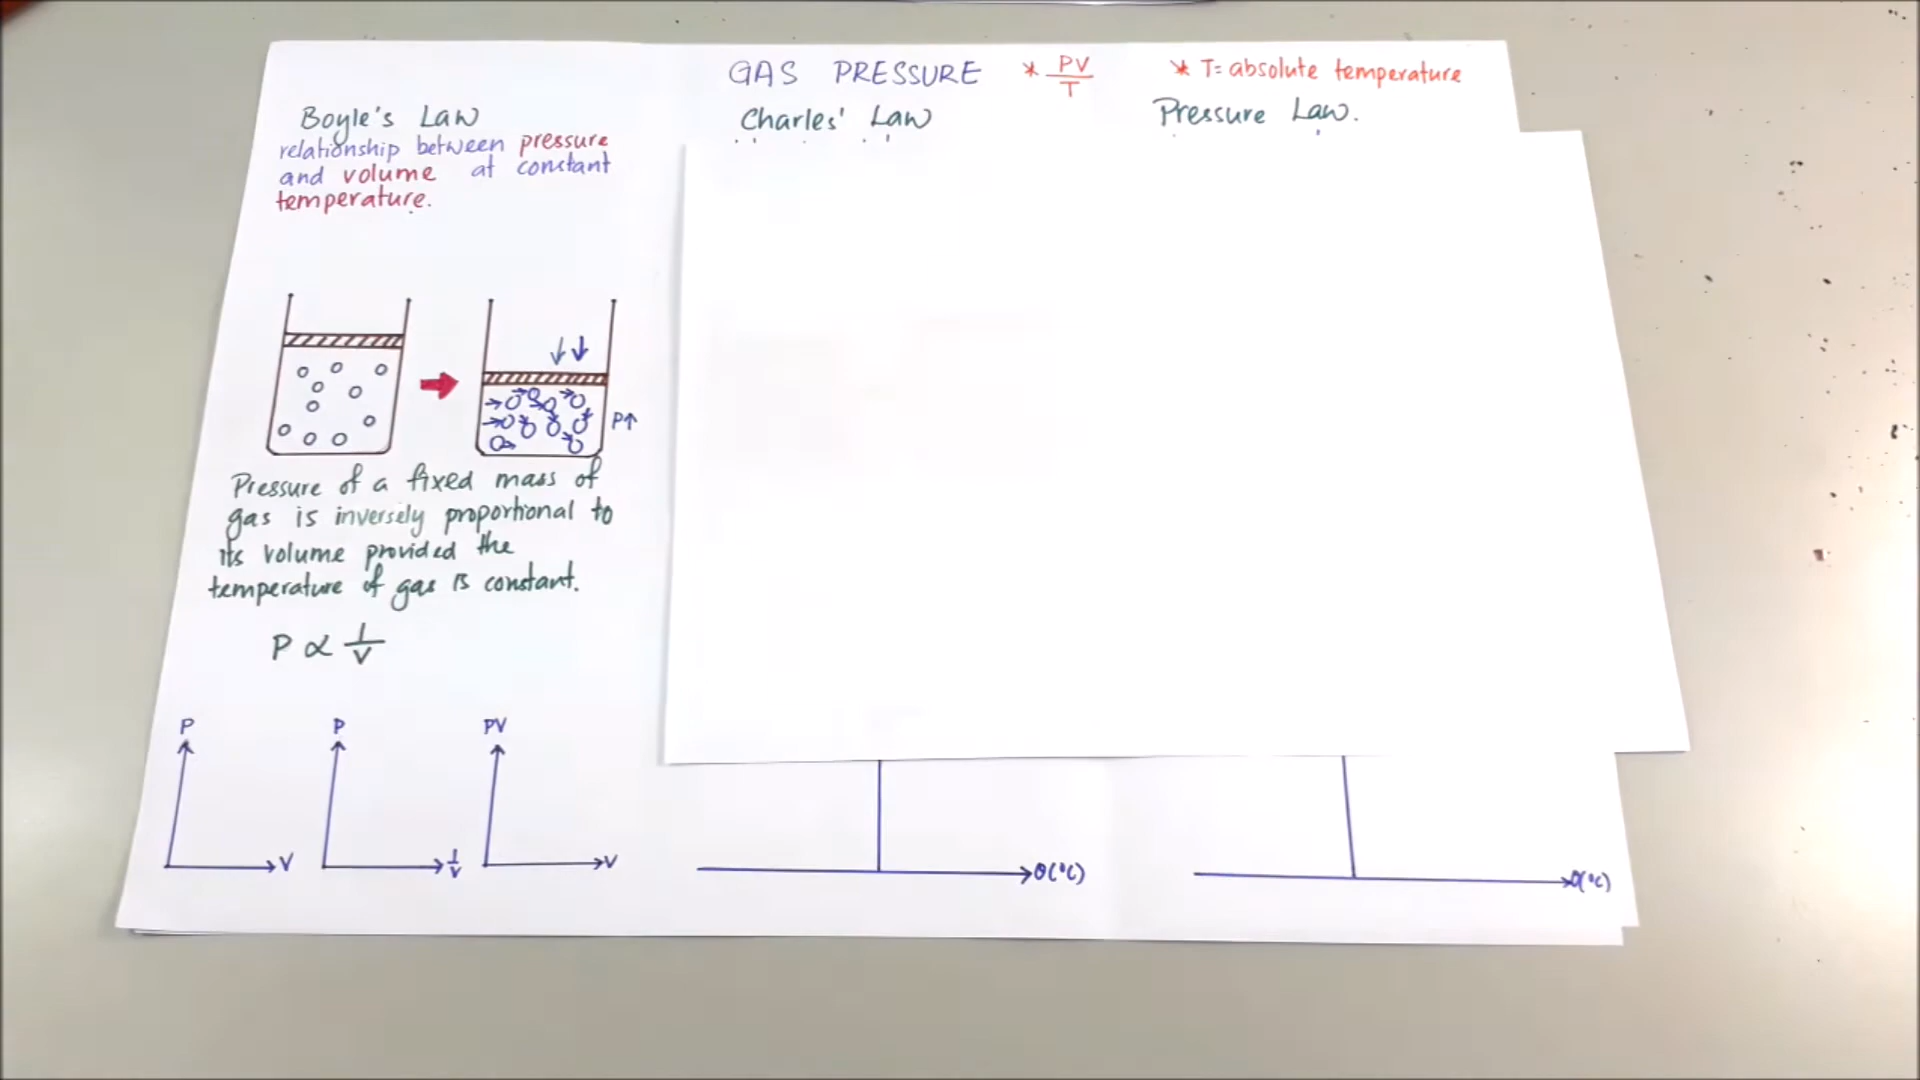 GAS PRESSURE * PV/T * T= absolute temperature
Boyle's Law
relationship between pressure
and volume at constant
temperature.
P↑
Pressure of a fixed mass of
gas is inversely proportional to
its volume provided the
temperature of gas is constant.
P ∝ 1/V
P
V
P
1/V
PV
V
Charles' Law
θ(°C)
Pressure Law.
θ(°C)